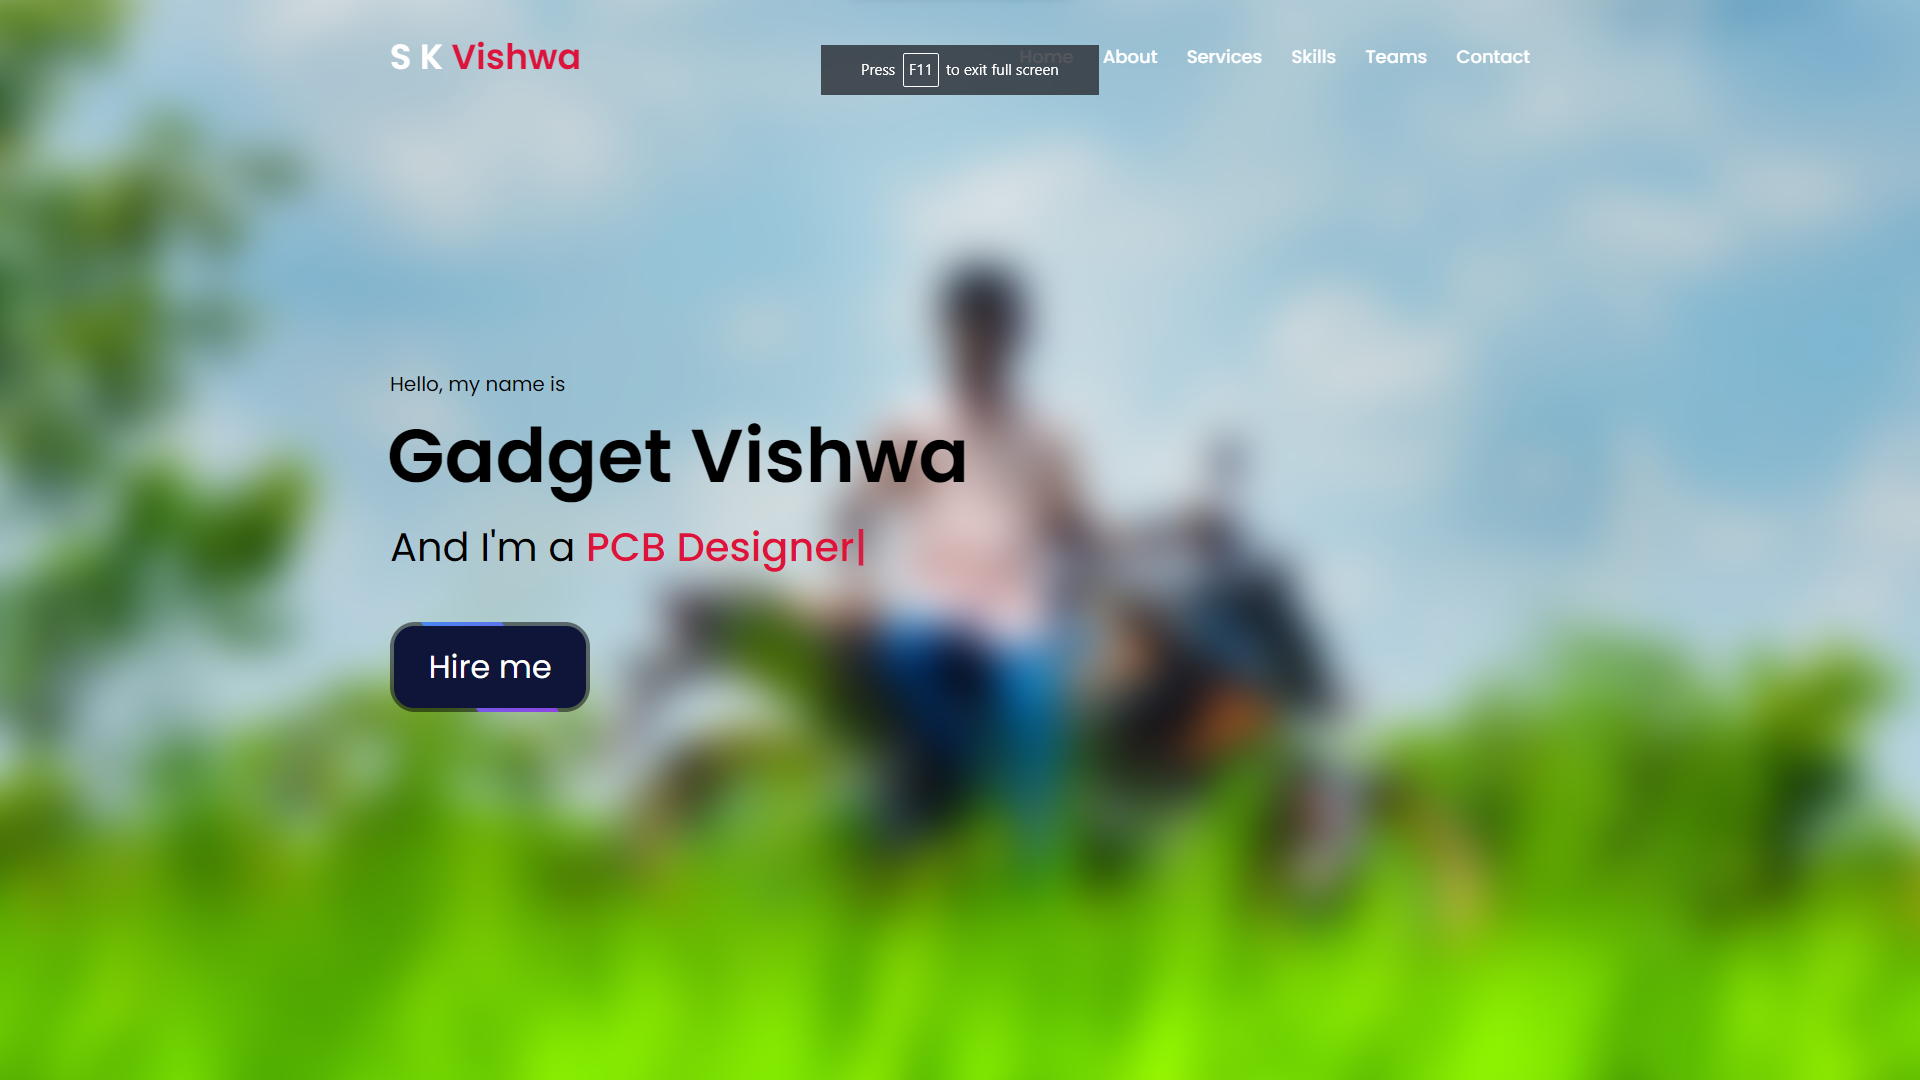 S K Vishwa
Press F11 to exit full screen
Home About Services Skills Teams Contact
Hello, my name is
Gadget Vishwa
And I'm a PCB Designer|
Hire me